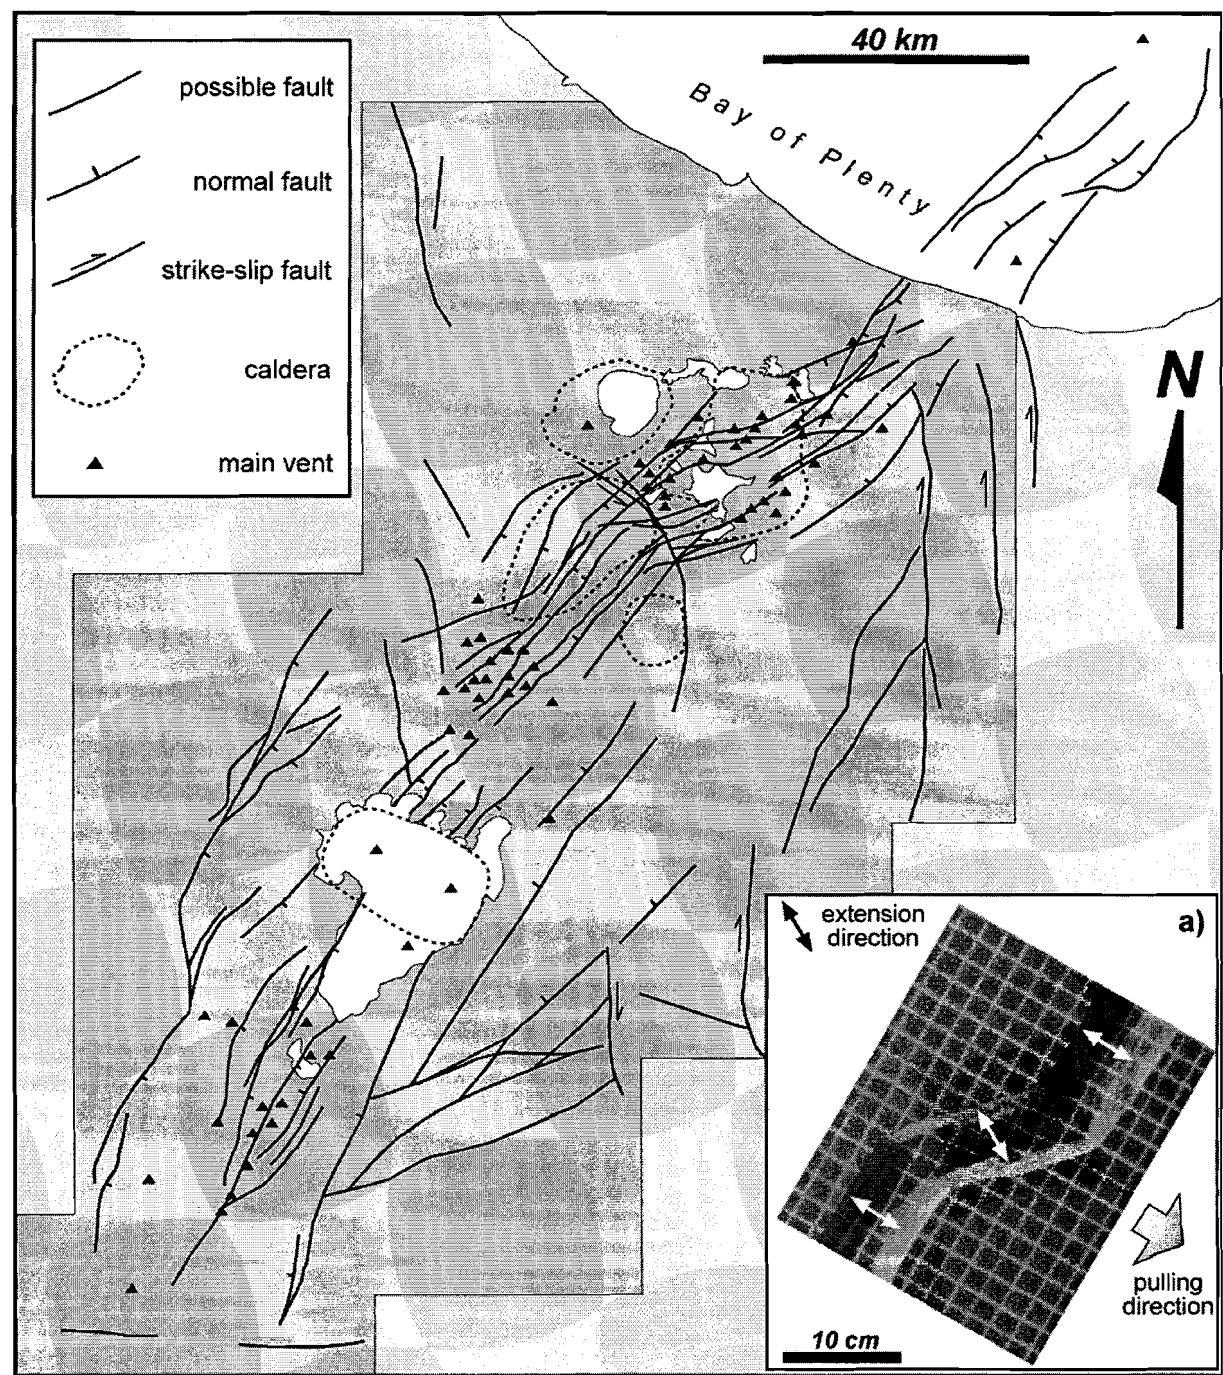 40 km
Bay of Plenty
possible fault
normal fault
strike-slip fault
caldera
main vent
N
extension
direction
a)
pulling
direction
10 cm